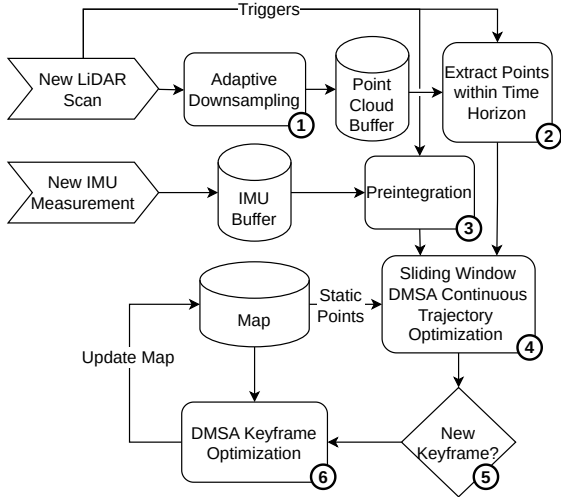 Triggers
New LiDAR
Scan
Adaptive
Downsampling
1
Point
Cloud
Buffer
Extract Points
within Time
Horizon
2
New IMU
Measurement
IMU
Buffer
Preintegration
3
Map
Static
Points
Sliding Window
DMSA Continuous
Trajectory
Optimization
4
Update Map
DMSA Keyframe
Optimization
6
New
Keyframe?
5